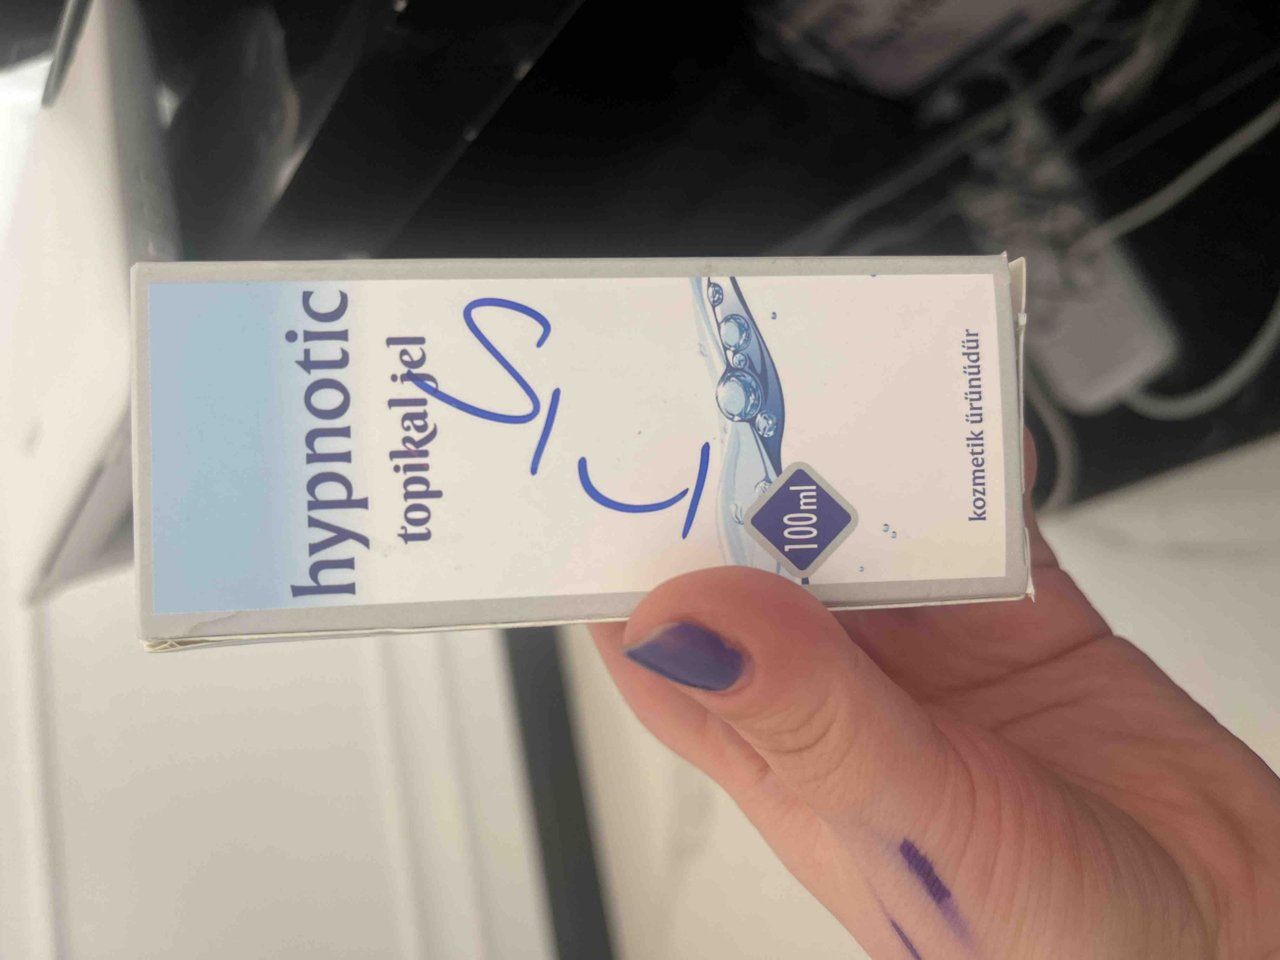 hypnotic
topikal jel
100ml
kozmetik ürünüdür